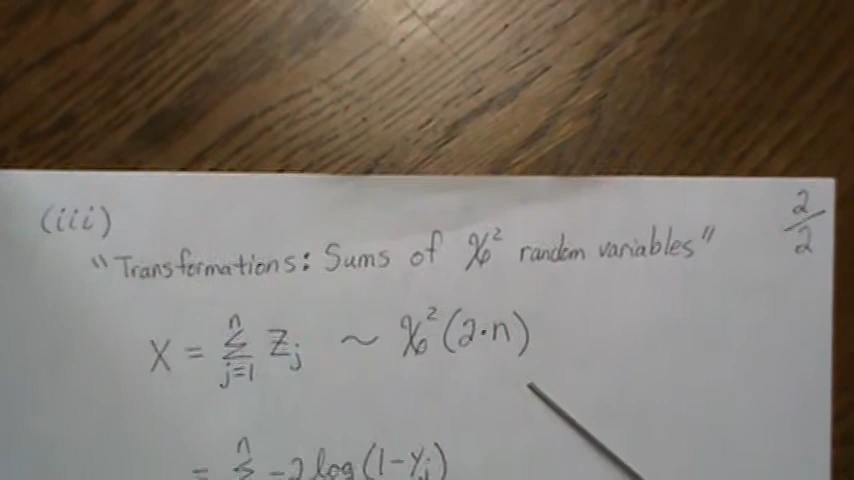 (iii)
2/2
"Transformations: Sums of χ² random variables"
X = Σ_{j=1}^{n} Z_j ~ χ²(2·n)
= Σ^{n} -2 log(1-Y_j)